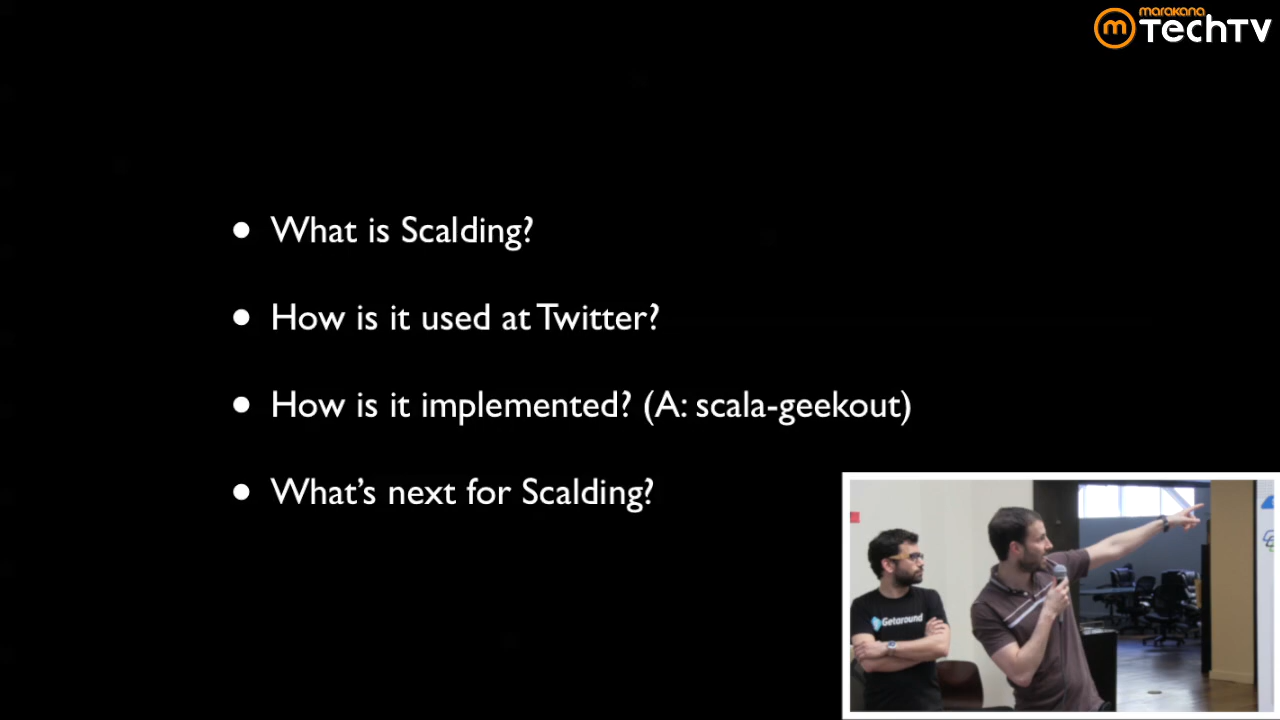 marakana
m TechTV
• What is Scalding?
• How is it used at Twitter?
• How is it implemented? (A: scala-geekout)
• What's next for Scalding?
Getaround